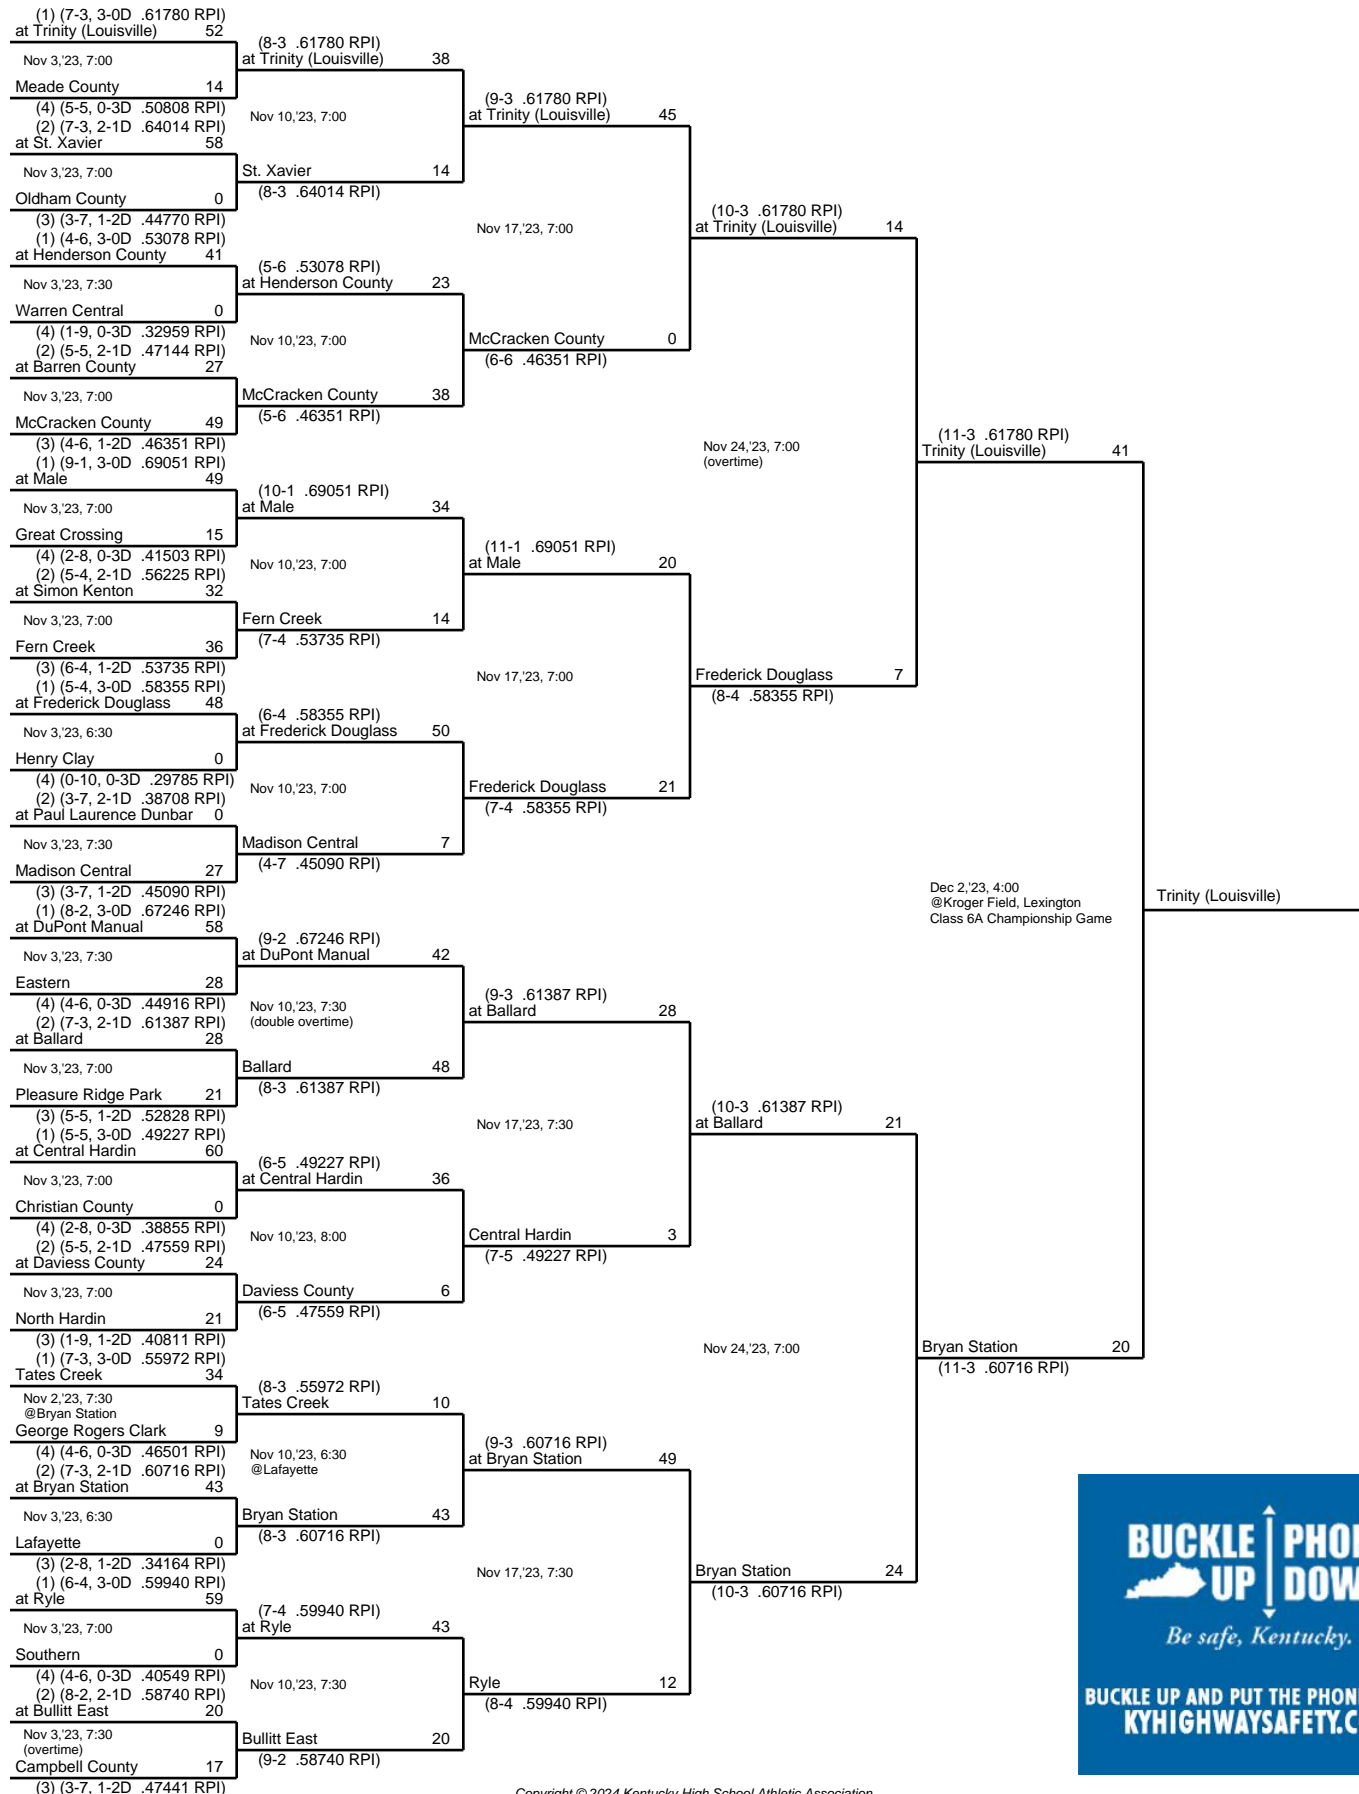 (1) (7-3, 3-0D .61780 RPI)
at Trinity (Louisville) 52
Nov 3,'23, 7:00
Meade County 14
(4) (5-5, 0-3D .50808 RPI)
(2) (7-3, 2-1D .64014 RPI)
at St. Xavier 58
Nov 3,'23, 7:00
Oldham County 0
(3) (3-7, 1-2D .44770 RPI)
(1) (4-6, 3-0D .53078 RPI)
at Henderson County 41
Nov 3,'23, 7:30
Warren Central 0
(4) (1-9, 0-3D .32959 RPI)
(2) (5-5, 2-1D .47144 RPI)
at Barren County 27
Nov 3,'23, 7:00
McCracken County 49
(3) (4-6, 1-2D .46351 RPI)
(1) (9-1, 3-0D .69051 RPI)
at Male 49
Nov 3,'23, 7:00
Great Crossing 15
(4) (2-8, 0-3D .41503 RPI)
(2) (5-4, 2-1D .56225 RPI)
at Simon Kenton 32
Nov 3,'23, 7:00
Fern Creek 36
(3) (6-4, 1-2D .53735 RPI)
(1) (5-4, 3-0D .58355 RPI)
at Frederick Douglass 48
Nov 3,'23, 6:30
Henry Clay 0
(4) (0-10, 0-3D .29785 RPI)
(2) (3-7, 2-1D .38708 RPI)
at Paul Laurence Dunbar 0
Nov 3,'23, 7:30
Madison Central 27
(3) (3-7, 1-2D .45090 RPI)
(1) (8-2, 3-0D .67246 RPI)
at DuPont Manual 58
Nov 3,'23, 7:30
Eastern 28
(4) (4-6, 0-3D .44916 RPI)
(2) (7-3, 2-1D .61387 RPI)
at Ballard 28
Nov 3,'23, 7:00
Pleasure Ridge Park 21
(3) (5-5, 1-2D .52828 RPI)
(1) (5-5, 3-0D .49227 RPI)
at Central Hardin 60
Nov 3,'23, 7:00
Christian County 0
(4) (2-8, 0-3D .38855 RPI)
(2) (5-5, 2-1D .47559 RPI)
at Daviess County 24
Nov 3,'23, 7:00
North Hardin 21
(3) (1-9, 1-2D .40811 RPI)
(1) (7-3, 3-0D .55972 RPI)
Tates Creek 34
Nov 2,'23, 7:30
@Bryan Station
George Rogers Clark 9
(4) (4-6, 0-3D .46501 RPI)
(2) (7-3, 2-1D .60716 RPI)
at Bryan Station 43
Nov 3,'23, 6:30
Lafayette 0
(3) (2-8, 1-2D .34164 RPI)
(1) (6-4, 3-0D .59940 RPI)
at Ryle 59
Nov 3,'23, 7:00
Southern 0
(4) (4-6, 0-3D .40549 RPI)
(2) (8-2, 2-1D .58740 RPI)
at Bullitt East 20
Nov 3,'23, 7:30
(overtime)
Campbell County 17
(3) (3-7, 1-2D .47441 RPI)
(8-3 .61780 RPI)
at Trinity (Louisville) 38
Nov 10,'23, 7:00
St. Xavier 14
(8-3 .64014 RPI)
(5-6 .53078 RPI)
at Henderson County 23
Nov 10,'23, 7:00
McCracken County 38
(5-6 .46351 RPI)
(10-1 .69051 RPI)
at Male 34
Nov 10,'23, 7:00
Fern Creek 14
(7-4 .53735 RPI)
(6-4 .58355 RPI)
at Frederick Douglass 50
Nov 10,'23, 7:00
Madison Central 7
(4-7 .45090 RPI)
(9-2 .67246 RPI)
at DuPont Manual 42
Nov 10,'23, 7:30
(double overtime)
Ballard 48
(8-3 .61387 RPI)
(6-5 .49227 RPI)
at Central Hardin 36
Nov 10,'23, 8:00
Daviess County 6
(6-5 .47559 RPI)
(8-3 .55972 RPI)
Tates Creek 10
Nov 10,'23, 6:30
@Lafayette
Bryan Station 43
(8-3 .60716 RPI)
(7-4 .59940 RPI)
at Ryle 43
Nov 10,'23, 7:30
Bullitt East 20
(9-2 .58740 RPI)
(9-3 .61780 RPI)
at Trinity (Louisville) 45
Nov 17,'23, 7:00
McCracken County 0
(6-6 .46351 RPI)
(11-1 .69051 RPI)
at Male 20
Nov 17,'23, 7:00
Frederick Douglass 21
(7-4 .58355 RPI)
(9-3 .61387 RPI)
at Ballard 28
Nov 17,'23, 7:30
Central Hardin 3
(7-5 .49227 RPI)
(9-3 .60716 RPI)
at Bryan Station 49
Nov 17,'23, 7:30
Ryle 12
(8-4 .59940 RPI)
(10-3 .61780 RPI)
at Trinity (Louisville) 14
Nov 24,'23, 7:00
(overtime)
Frederick Douglass 7
(8-4 .58355 RPI)
(10-3 .61387 RPI)
at Ballard 21
Nov 24,'23, 7:00
Bryan Station 24
(10-3 .60716 RPI)
(11-3 .61780 RPI)
Trinity (Louisville) 41
Dec 2,'23, 4:00
@Kroger Field, Lexington
Class 6A Championship Game
Bryan Station 20
(11-3 .60716 RPI)
Trinity (Louisville)
BUCKLE
UP
Be safe, Kentucky.
BUCKLE UP AND PUT THE
Copyright © 2024 Kentucky High School Athletic Association